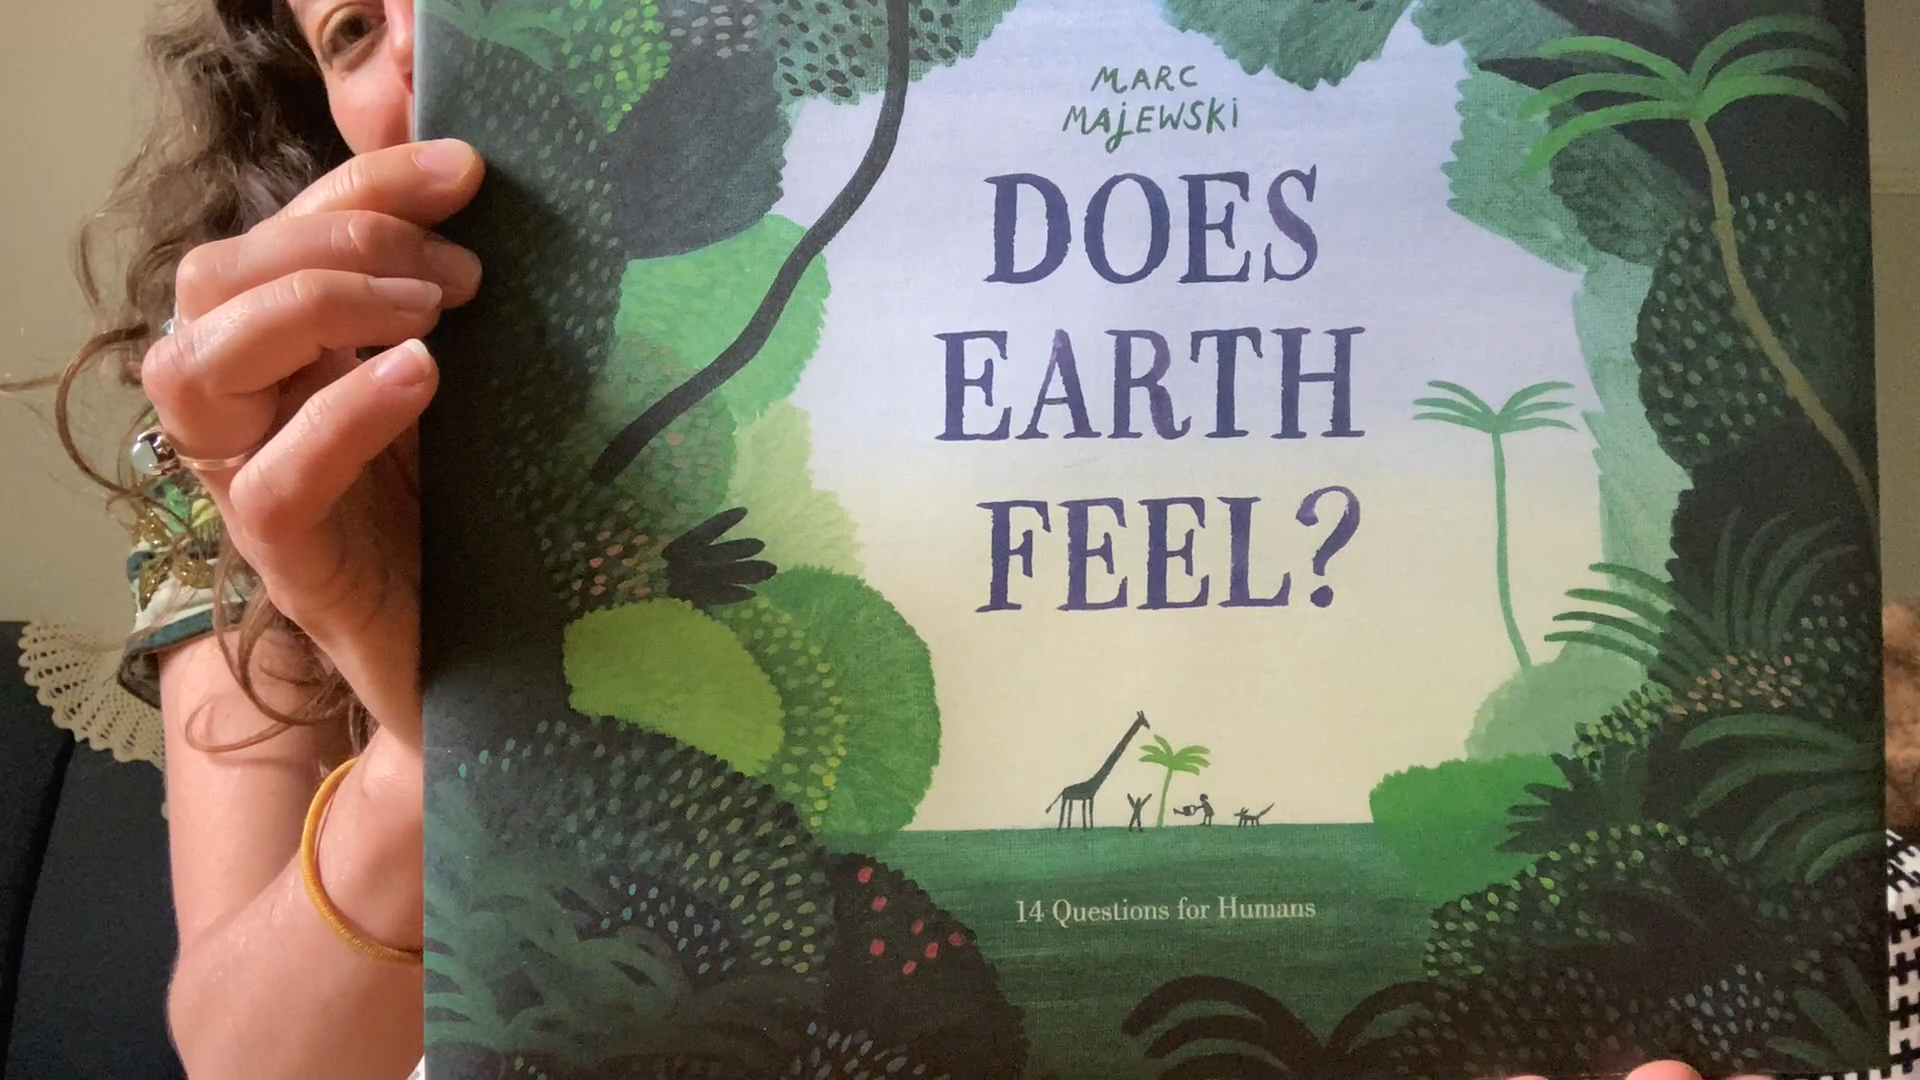 MARC
MAJEWSKI
DOES
EARTH
FEEL?
14 Questions for Humans